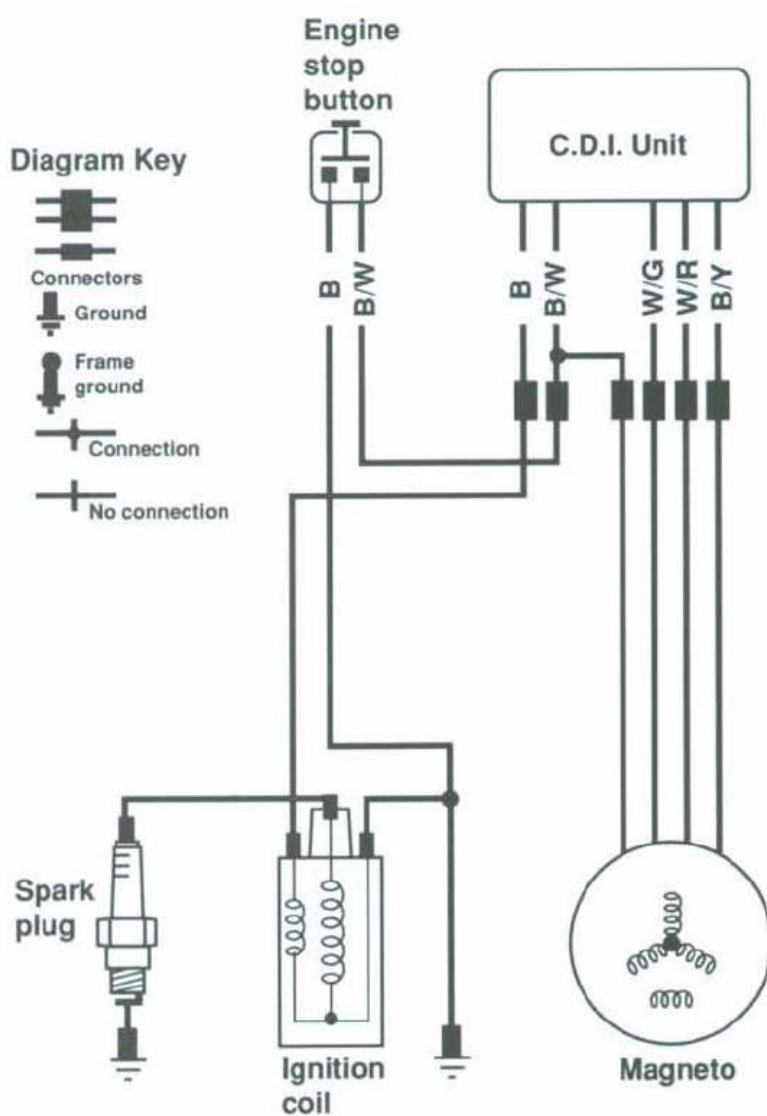 Engine
stop
button
C.D.I. Unit
Diagram Key
Connectors
Ground
Frame
ground
Connection
No connection
B
B/W
B
B/W
W/G
W/R
B/Y
Spark
plug
Ignition
coil
Magneto